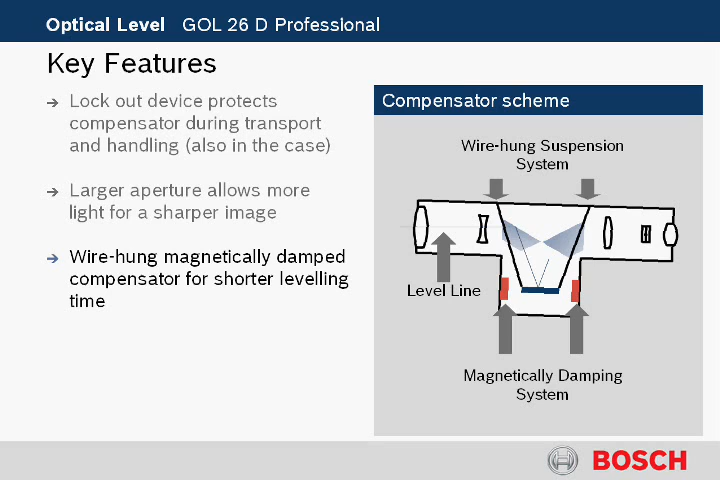 Optical Level GOL 26 D Professional
Key Features
→ Lock out device protects
compensator during transport
and handling (also in the case)
→ Larger aperture allows more
light for a sharper image
→ Wire-hung magnetically damped
compensator for shorter levelling
time
Compensator scheme
Wire-hung Suspension
System
Level Line
Magnetically Damping
System
BOSCH